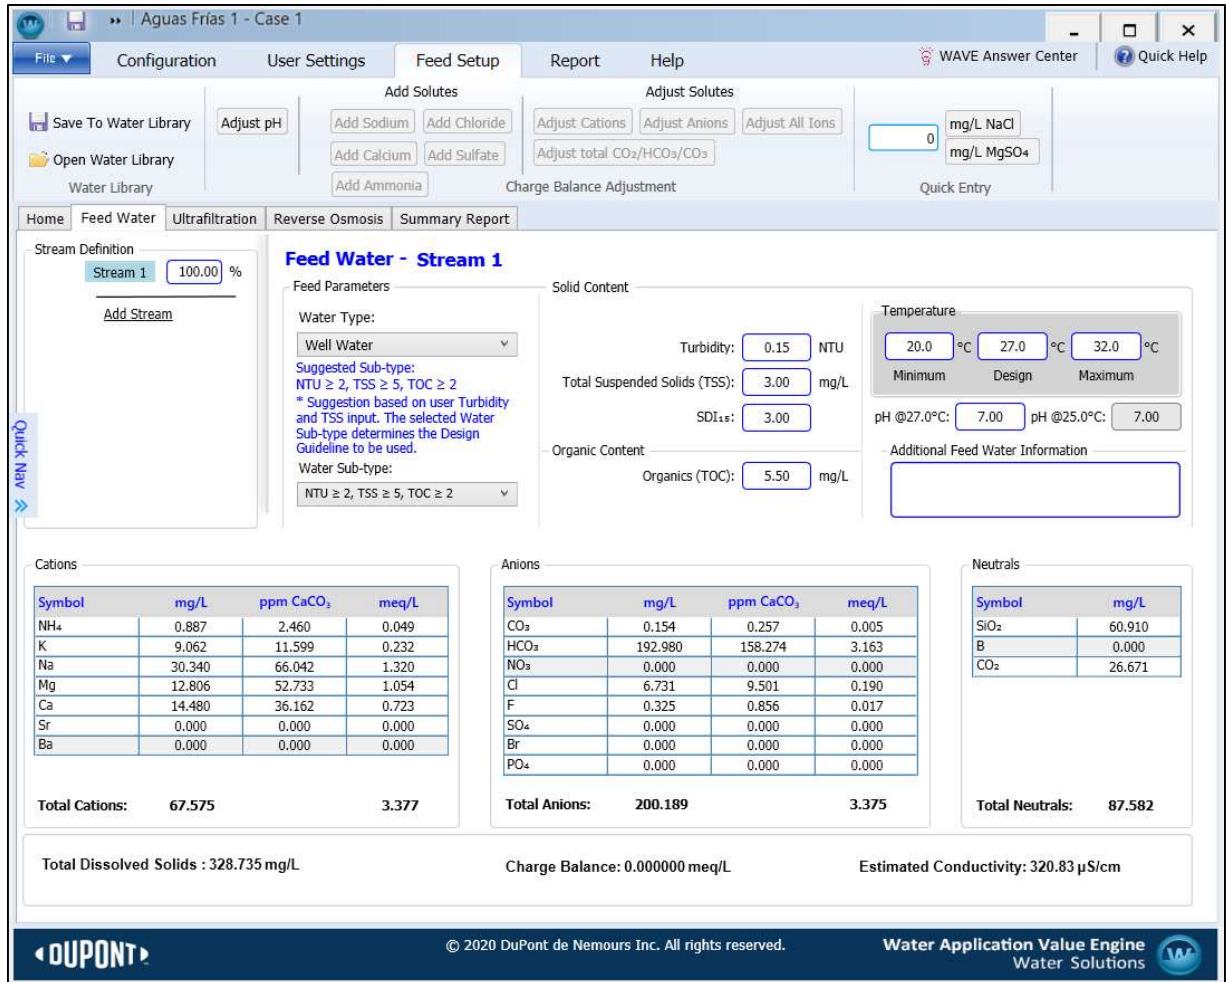 Aguas Frías 1 - Case 1
File
Configuration
User Settings
Feed Setup
Report
Help
WAVE Answer Center
Quick Help
Save To Water Library
Open Water Library
Water Library
Adjust pH
Add Solutes
Add Sodium
Add Chloride
Add Calcium
Add Sulfate
Add Ammonia
Adjust Solutes
Adjust Cations
Adjust Anions
Adjust All Ions
Adjust total CO₂/HCO₃/CO₃
Charge Balance Adjustment
0
mg/L NaCl
mg/L MgSO₄
Quick Entry
Home
Feed Water
Ultrafiltration
Reverse Osmosis
Summary Report
Stream Definition
Stream 1 100.00 %
Add Stream
Quick Nav
Feed Water - Stream 1
Feed Parameters
Water Type:
Well Water
Suggested Sub-type:
NTU ≥ 2, TSS ≥ 5, TOC ≥ 2
* Suggestion based on user Turbidity
and TSS input. The selected Water
Sub-type determines the Design
Guideline to be used.
Water Sub-type:
NTU ≥ 2, TSS ≥ 5, TOC ≥ 2
Solid Content
Turbidity: 0.15 NTU
Total Suspended Solids (TSS): 3.00 mg/L
SDI₁₅: 3.00
Organic Content
Organics (TOC): 5.50 mg/L
Temperature
20.0 °C 27.0 °C 32.0 °C
Minimum Design Maximum
pH @27.0°C: 7.00 pH @25.0°C: 7.00
Additional Feed Water Information
Cations
Symbol mg/L ppm CaCO₃ meq/L
NH₄ 0.887 2.460 0.049
K 9.062 11.599 0.232
Na 30.340 66.042 1.320
Mg 12.806 52.733 1.054
Ca 14.480 36.162 0.723
Sr 0.000 0.000 0.000
Ba 0.000 0.000 0.000
Total Cations: 67.575 3.377
Anions
Symbol mg/L ppm CaCO₃ meq/L
CO₃ 0.154 0.257 0.005
HCO₃ 192.980 158.274 3.163
NO₃ 0.000 0.000 0.000
Cl 6.731 9.501 0.190
F 0.325 0.856 0.017
SO₄ 0.000 0.000 0.000
Br 0.000 0.000 0.000
PO₄ 0.000 0.000 0.000
Total Anions: 200.189 3.375
Neutrals
Symbol mg/L
SiO₂ 60.910
B 0.000
CO₂ 26.671
Total Neutrals: 87.582
Total Dissolved Solids : 328.735 mg/L
Charge Balance: 0.000000 meq/L
Estimated Conductivity: 320.83 µS/cm
DUPONT
© 2020 DuPont de Nemours Inc. All rights reserved.
Water Application Value Engine
Water Solutions
W